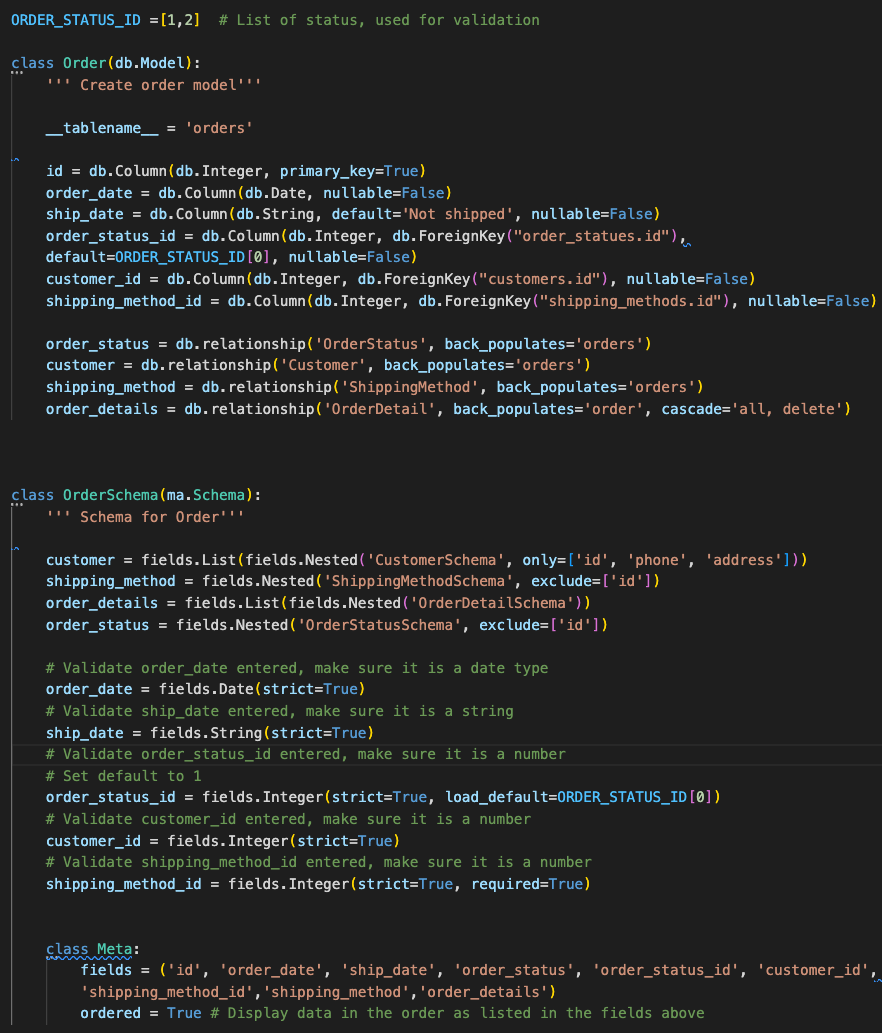 ORDER_STATUS_ID =[1,2]  # List of status, used for validation
class Order(db.Model):
''' Create order model'''
__tablename__ = 'orders'
id = db.Column(db.Integer, primary_key=True)
order_date = db.Column(db.Date, nullable=False)
ship_date = db.Column(db.String, default='Not shipped', nullable=False)
order_status_id = db.Column(db.Integer, db.ForeignKey("order_statues.id"),
default=ORDER_STATUS_ID[0], nullable=False)
customer_id = db.Column(db.Integer, db.ForeignKey("customers.id"), nullable=False)
shipping_method_id = db.Column(db.Integer, db.ForeignKey("shipping_methods.id"), nullable=False)
order_status = db.relationship('OrderStatus', back_populates='orders')
customer = db.relationship('Customer', back_populates='orders')
shipping_method = db.relationship('ShippingMethod', back_populates='orders')
order_details = db.relationship('OrderDetail', back_populates='order', cascade='all, delete')
class OrderSchema(ma.Schema):
''' Schema for Order'''
customer = fields.List(fields.Nested('CustomerSchema', only=['id', 'phone', 'address']))
shipping_method = fields.Nested('ShippingMethodSchema', exclude=['id'])
order_details = fields.List(fields.Nested('OrderDetailSchema'))
order_status = fields.Nested('OrderStatusSchema', exclude=['id'])
# Validate order_date entered, make sure it is a date type
order_date = fields.Date(strict=True)
# Validate ship_date entered, make sure it is a string
ship_date = fields.String(strict=True)
# Validate order_status_id entered, make sure it is a number
# Set default to 1
order_status_id = fields.Integer(strict=True, load_default=ORDER_STATUS_ID[0])
# Validate customer_id entered, make sure it is a number
customer_id = fields.Integer(strict=True)
# Validate shipping_method_id entered, make sure it is a number
shipping_method_id = fields.Integer(strict=True, required=True)
class Meta:
fields = ('id', 'order_date', 'ship_date', 'order_status', 'order_status_id', 'customer_id',
'shipping_method_id','shipping_method','order_details')
ordered = True # Display data in the order as listed in the fields above